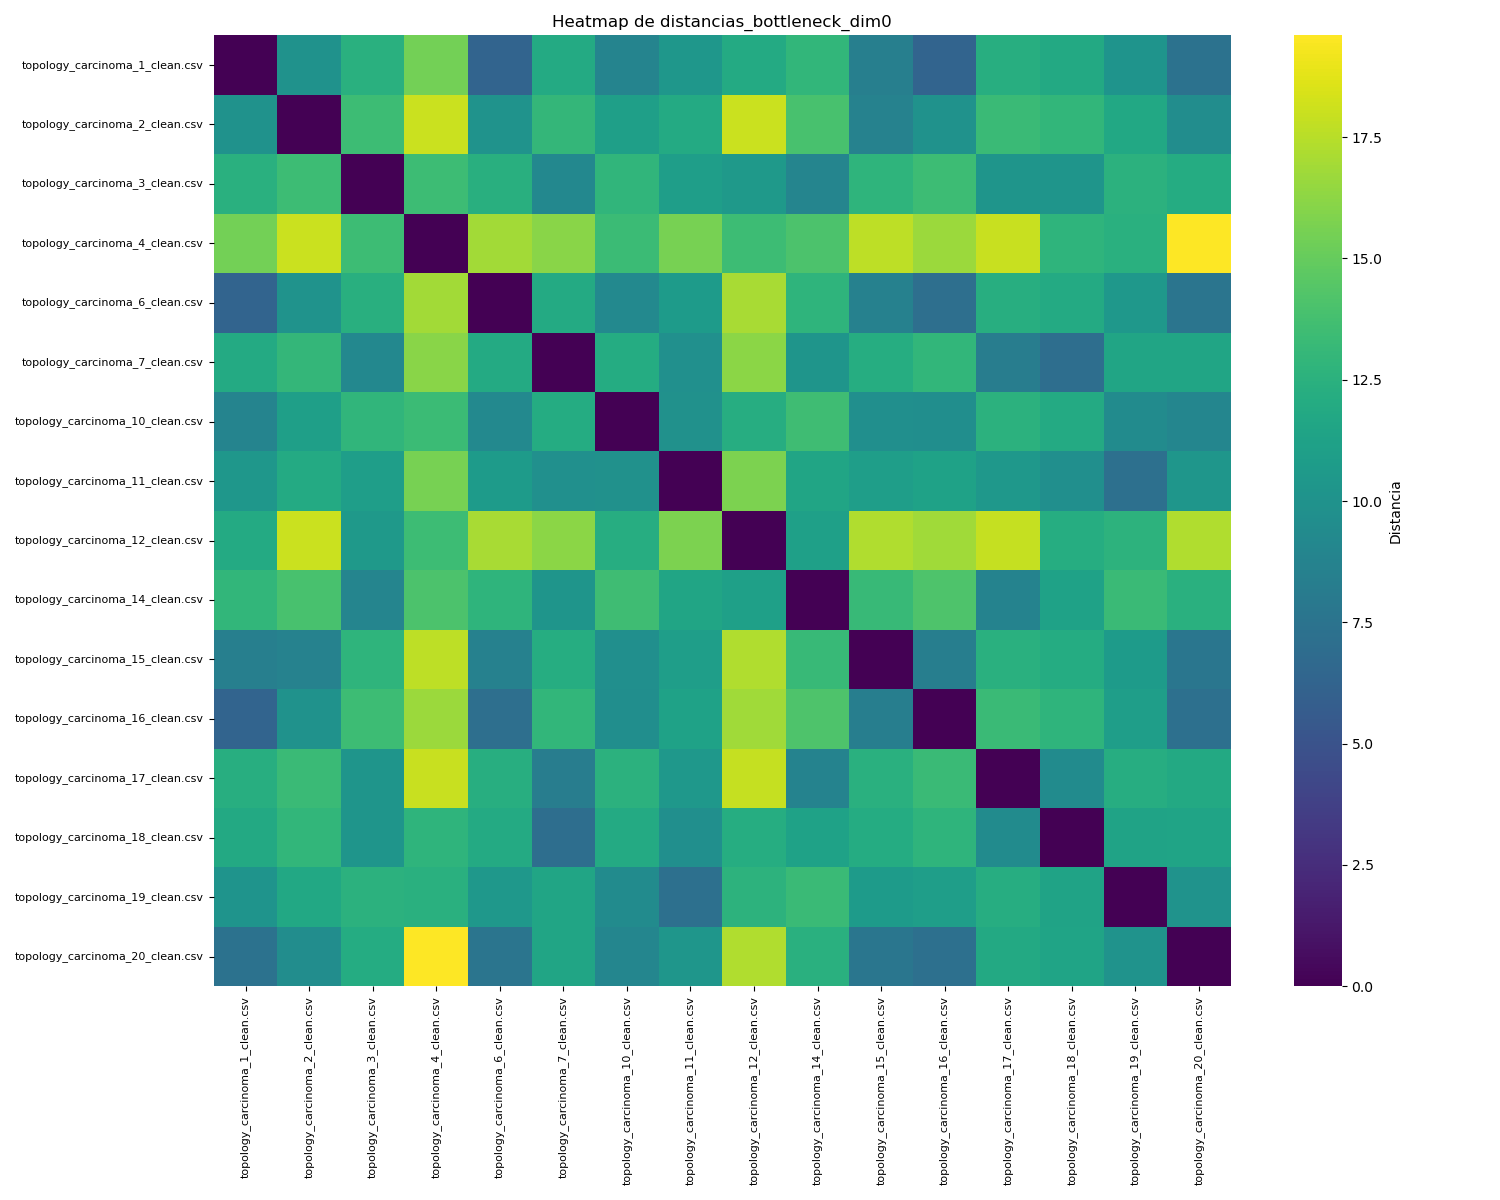 Heatmap de distancias_bottleneck_dim0
topology_carcinoma_1_clean.csv
topology_carcinoma_2_clean.csv
topology_carcinoma_3_clean.csv
topology_carcinoma_4_clean.csv
topology_carcinoma_6_clean.csv
topology_carcinoma_7_clean.csv
topology_carcinoma_10_clean.csv
topology_carcinoma_11_clean.csv
topology_carcinoma_12_clean.csv
topology_carcinoma_14_clean.csv
topology_carcinoma_15_clean.csv
topology_carcinoma_16_clean.csv
topology_carcinoma_17_clean.csv
topology_carcinoma_18_clean.csv
topology_carcinoma_19_clean.csv
topology_carcinoma_20_clean.csv
topology_carcinoma_1_clean.csv
topology_carcinoma_2_clean.csv
topology_carcinoma_3_clean.csv
topology_carcinoma_4_clean.csv
topology_carcinoma_6_clean.csv
topology_carcinoma_7_clean.csv
topology_carcinoma_10_clean.csv
topology_carcinoma_11_clean.csv
topology_carcinoma_12_clean.csv
topology_carcinoma_14_clean.csv
topology_carcinoma_15_clean.csv
topology_carcinoma_16_clean.csv
topology_carcinoma_17_clean.csv
topology_carcinoma_18_clean.csv
topology_carcinoma_19_clean.csv
topology_carcinoma_20_clean.csv
17.5
15.0
12.5
10.0
7.5
5.0
2.5
0.0
Distancia